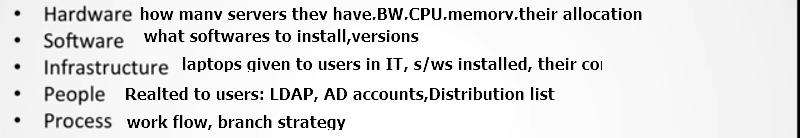 • Hardware how many servers they have.BW.CPU.memory.their allocation
• Software what softwares to install,versions
• Infrastructure laptops given to users in IT, s/ws installed, their
• People Realted to users: LDAP, AD accounts,Distribution list
• Process work flow, branch strategy